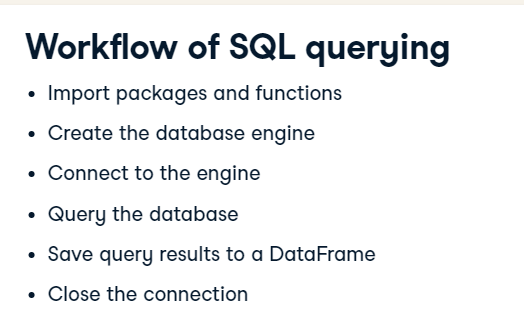 Workflow of SQL querying
• Import packages and functions
• Create the database engine
• Connect to the engine
• Query the database
• Save query results to a DataFrame
• Close the connection